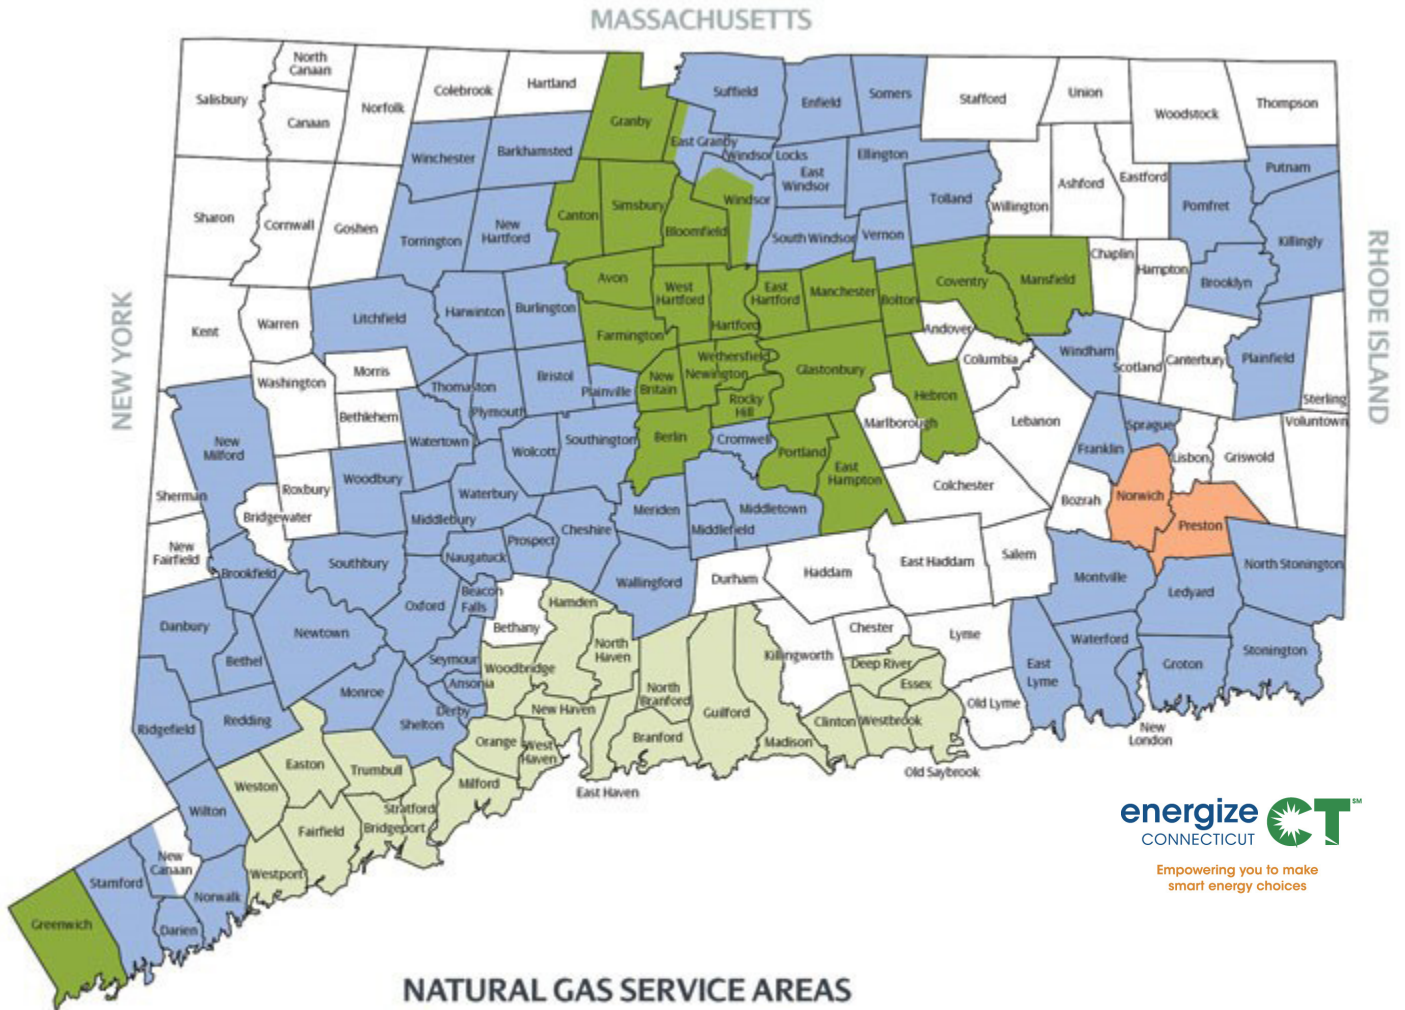 MASSACHUSETTS
North
Canaan
Salisbury
Canaan
Norfolk
Colebrook
Hartland
Granby
Suffield
Enfield
Somers
Stafford
Union
Woodstock
Thompson
Winchester
Barkhamsted
East Granby
Windsor Locks
East
Windsor
Ellington
Tolland
Willington
Ashford
Eastford
Pomfret
Putnam
Killingly
Sharon
Cornwall
Goshen
Torrington
New
Hartford
Canton
Simsbury
Bloomfield
Windsor
South Windsor
Vernon
Coventry
Mansfield
Chaplin
Hampton
Brooklyn
RHODE ISLAND
NEW YORK
Kent
Warren
Litchfield
Harwinton
Burlington
Avon
Farmington
West
Hartford
Hartford
East
Hartford
Manchester
Bolton
Andover
Columbia
Windham
Scotland
Canterbury
Plainfield
Sterling
Voluntown
Washington
Morris
Bethlehem
Thomaston
Plymouth
Bristol
Plainville
New
Britain
Wethersfield
Newington
Rocky
Hill
Glastonbury
Hebron
Marlborough
Lebanon
Franklin
Sprague
Lisbon
Griswold
New
Milford
Sherman
Roxbury
Bridgewater
Woodbury
Watertown
Wolcott
Southington
Berlin
Cromwell
Portland
East
Hampton
Colchester
Bozrah
Norwich
Preston
New
Fairfield
Brookfield
Southbury
Middlebury
Waterbury
Naugatuck
Prospect
Cheshire
Meriden
Middlefield
Middletown
Wallingford
Durham
Haddam
East Haddam
Salem
Montville
Ledyard
North Stonington
Danbury
Bethel
Newtown
Oxford
Beacon
Falls
Bethany
Hamden
North
Haven
Woodbridge
Seymour
Ansonia
Derby
Killingworth
Chester
Deep River
Essex
Lyme
Old Lyme
East
Lyme
Waterford
Groton
Stonington
New
London
Ridgefield
Redding
Monroe
Shelton
New Haven
North
Branford
Branford
Guilford
Madison
Clinton
Westbrook
Old Saybrook
East Haven
Orange
West
Haven
Milford
Weston
Easton
Trumbull
Stratford
Bridgeport
Fairfield
Westport
Wilton
New
Canaan
Norwalk
Stamford
Darien
Greenwich
energize CT SM
CONNECTICUT
Empowering you to make
smart energy choices
NATURAL GAS SERVICE AREAS